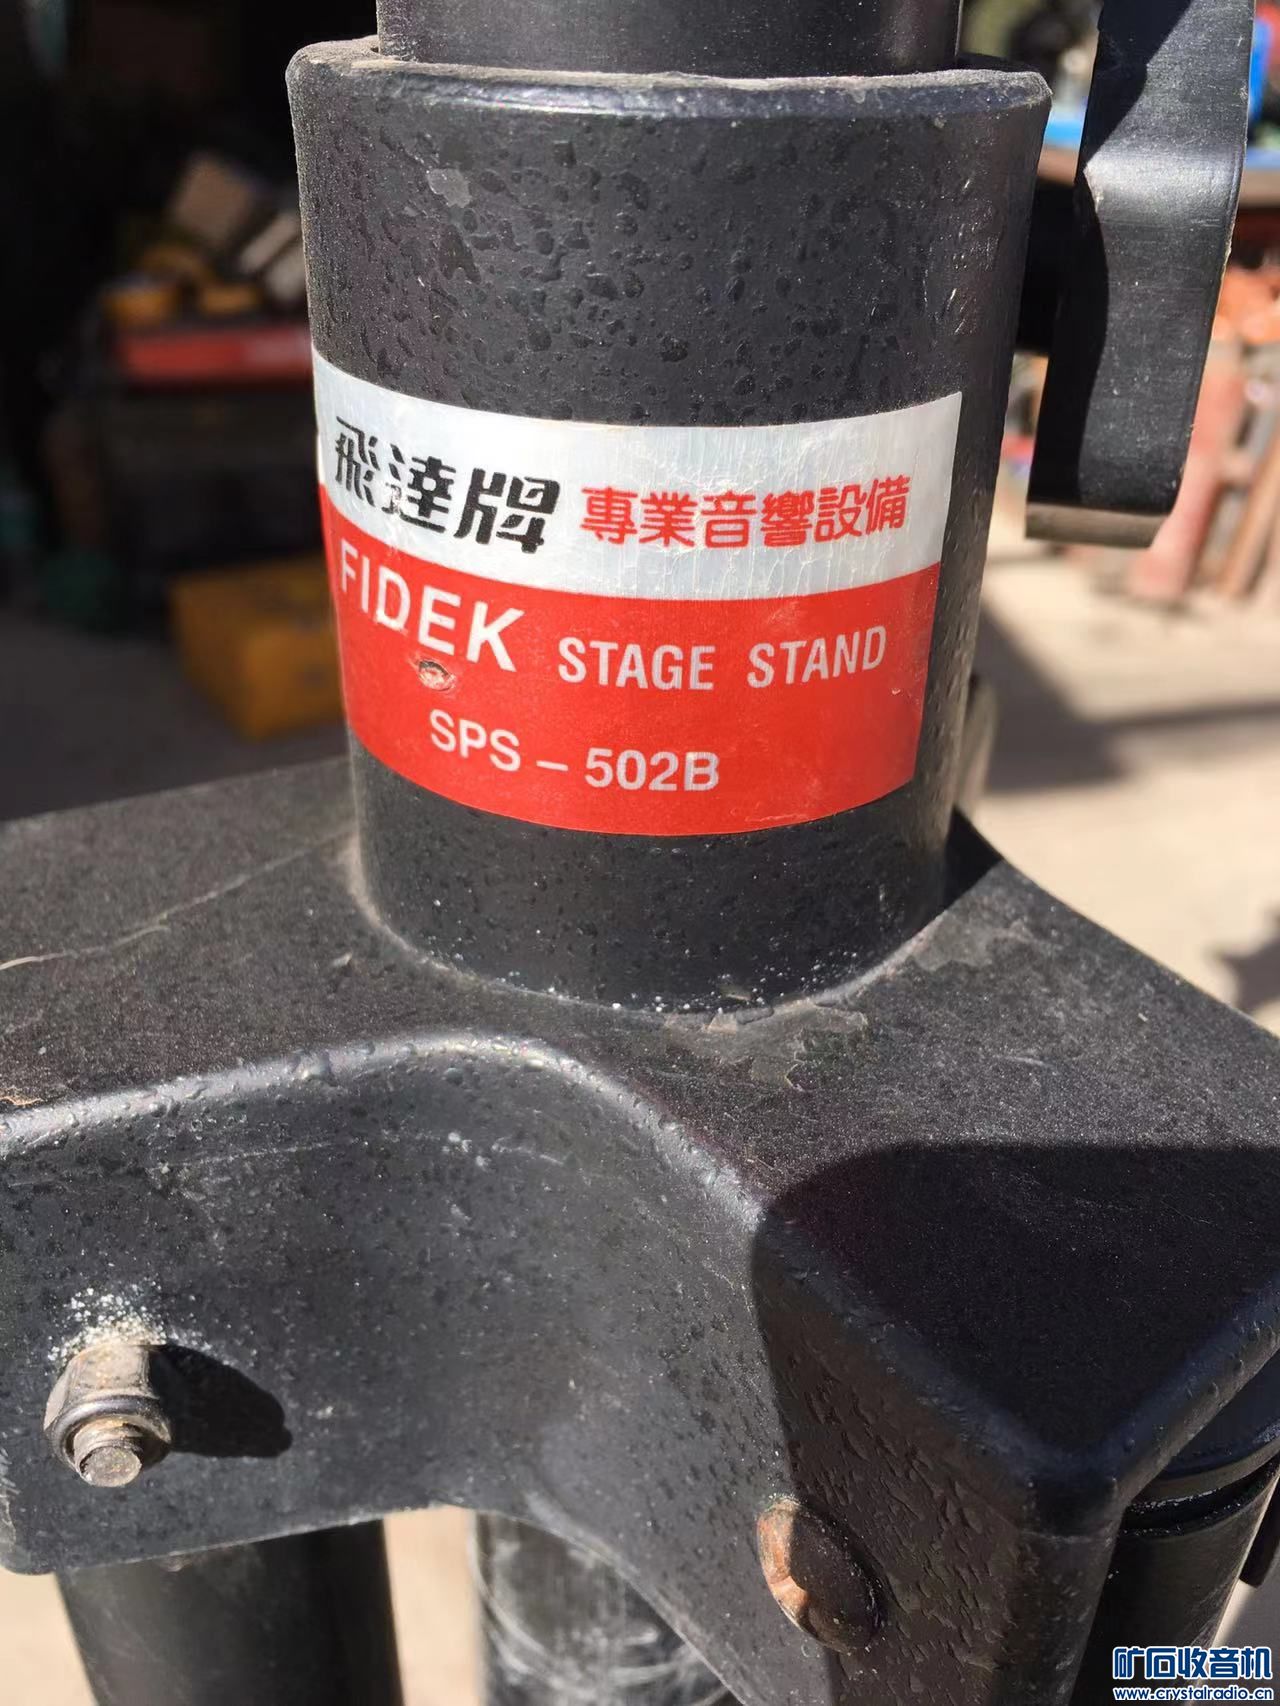 飛達牌 專業音響設備
FIDEK STAGE STAND
SPS-502B
矿石收音机
www.crystalradio.cn